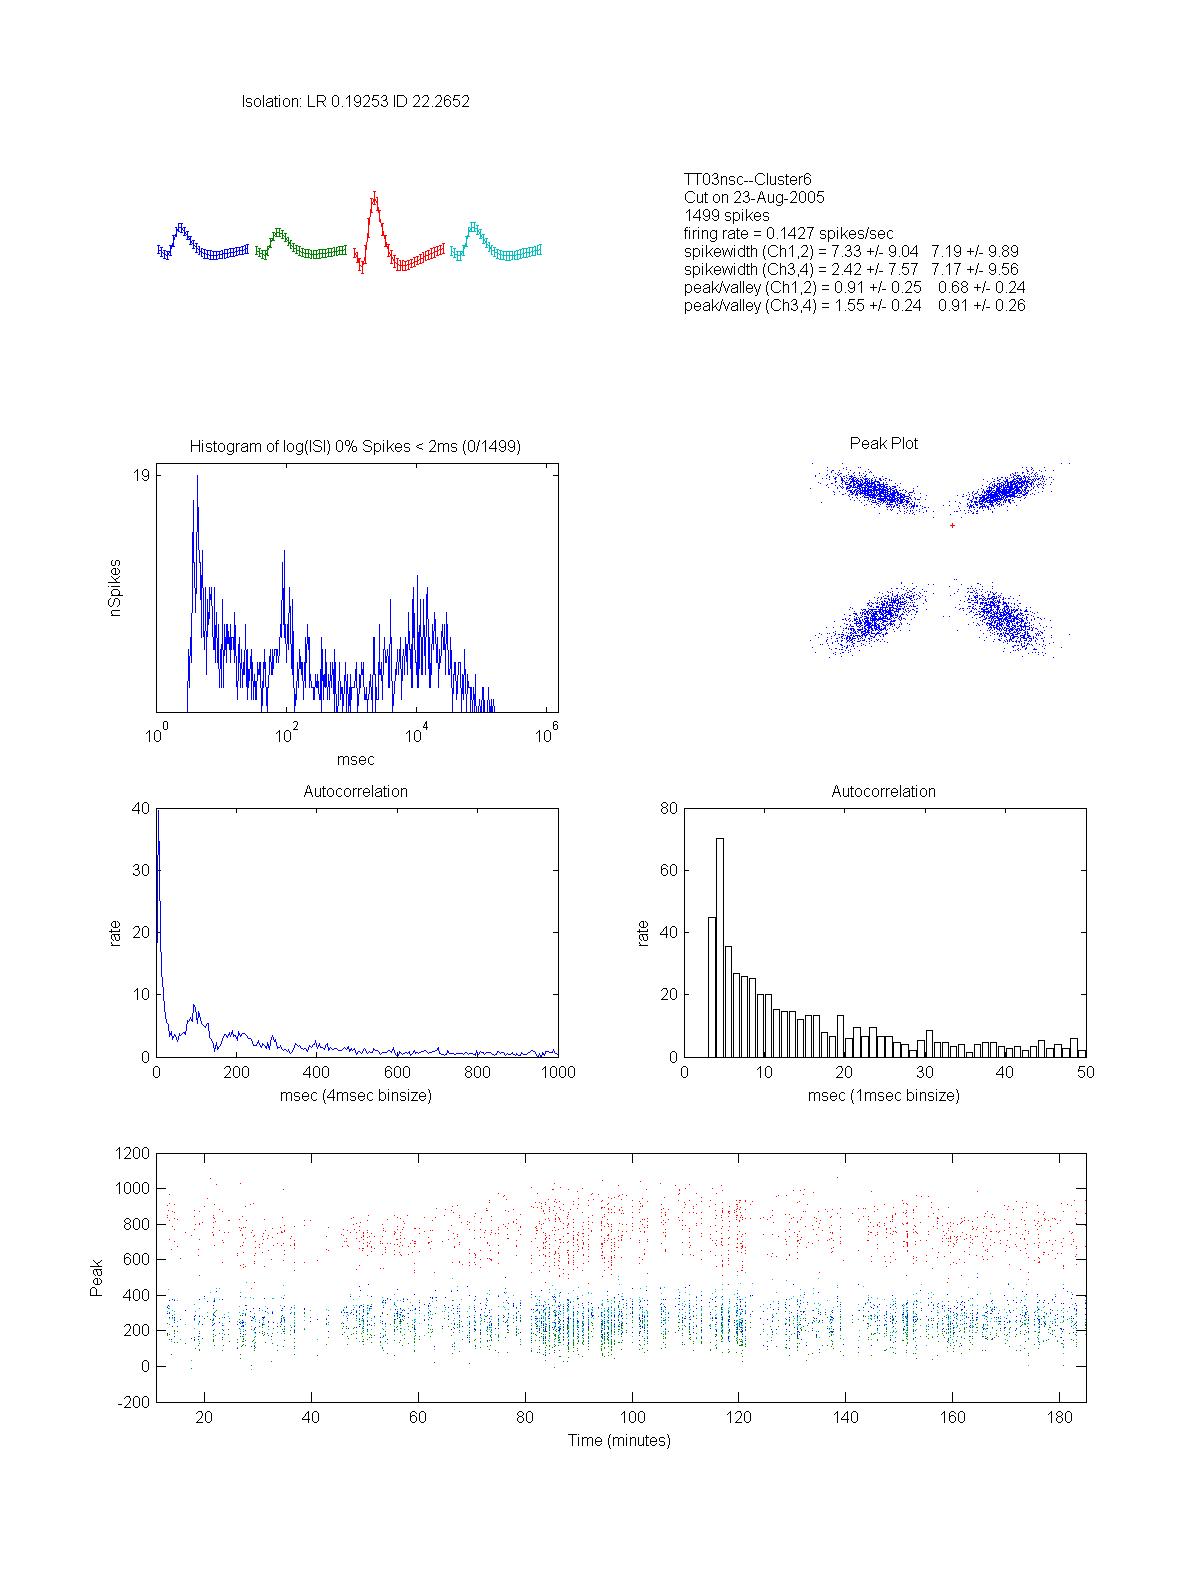 Isolation: LR 0.19253 ID 22.2652
TT03nsc--Cluster6
Cut on 23-Aug-2005
1499 spikes
firing rate = 0.1427 spikes/sec
spikewidth (Ch1,2) = 7.33 +/- 9.04 7.19 +/- 9.89
spikewidth (Ch3,4) = 2.42 +/- 7.57 7.17 +/- 9.56
peak/valley (Ch1,2) = 0.91 +/- 0.25 0.68 +/- 0.24
peak/valley (Ch3,4) = 1.55 +/- 0.24 0.91 +/- 0.26
Histogram of log(ISI) 0% Spikes < 2ms (0/1499)
19
nSpikes
10^0 10^2 10^4 10^6
msec
Peak Plot
Autocorrelation
40
30
20
10
0
rate
0 200 400 600 800 1000
msec (4msec binsize)
Autocorrelation
80
60
40
20
0
rate
0 10 20 30 40 50
msec (1msec binsize)
1200
1000
800
600
400
200
0
-200
Peak
20 40 60 80 100 120 140 160 180
Time (minutes)